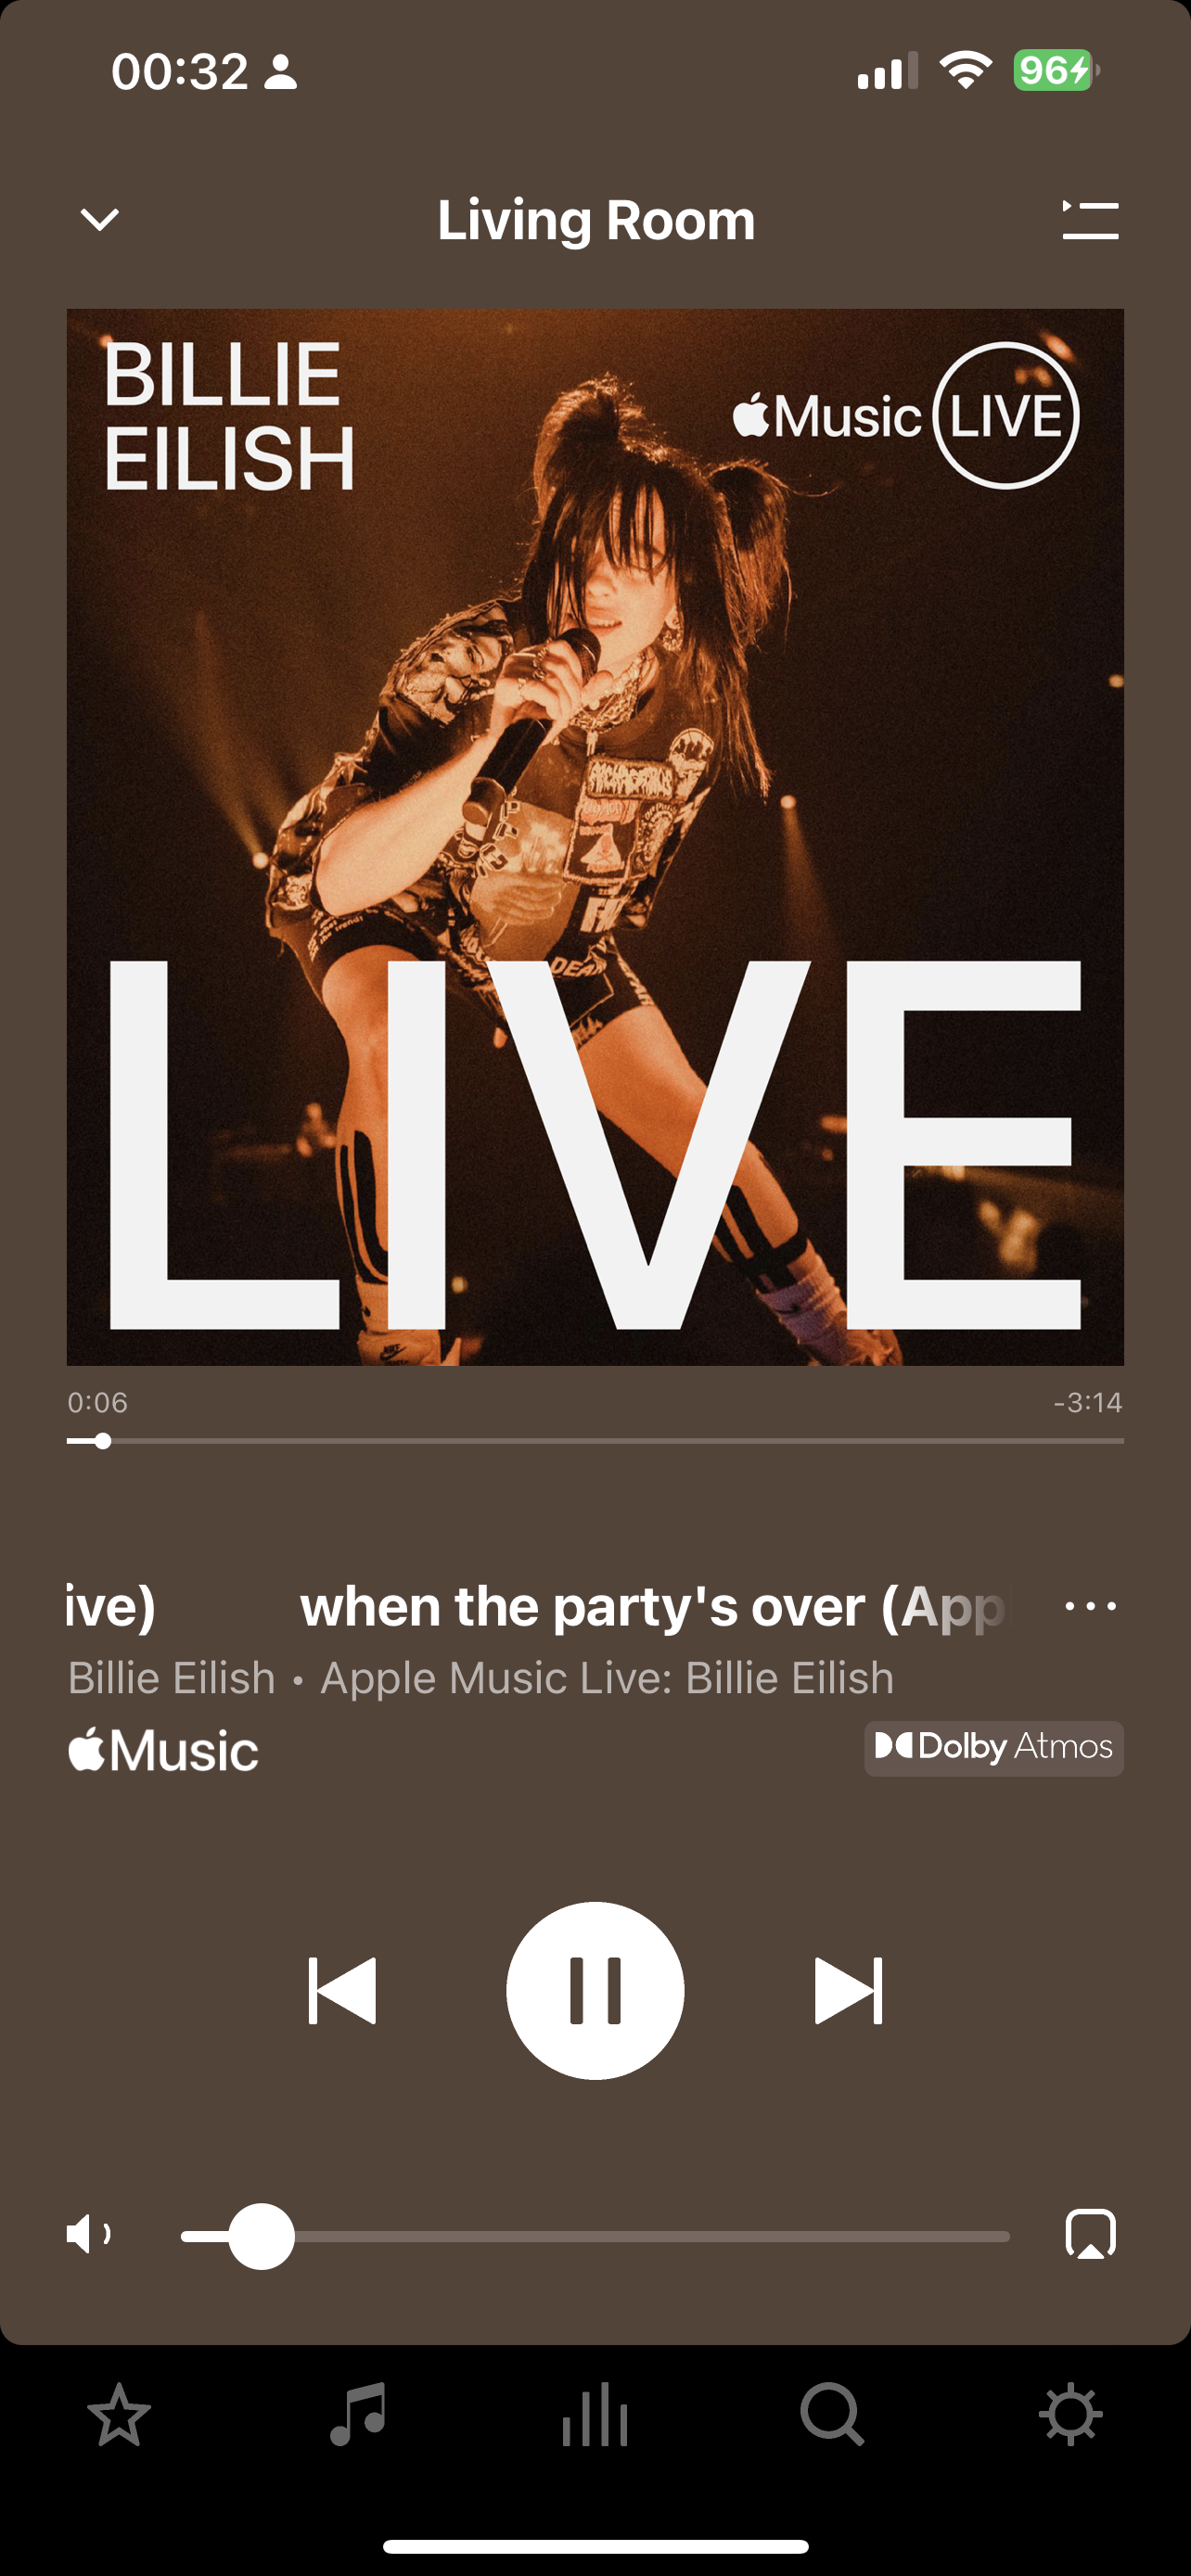 00:32
96
Living Room
BILLIE
EILISH
Music LIVE
LIVE
0:06
-3:14
ive) when the party's over (App
Billie Eilish • Apple Music Live: Billie Eilish
Music
Dolby Atmos